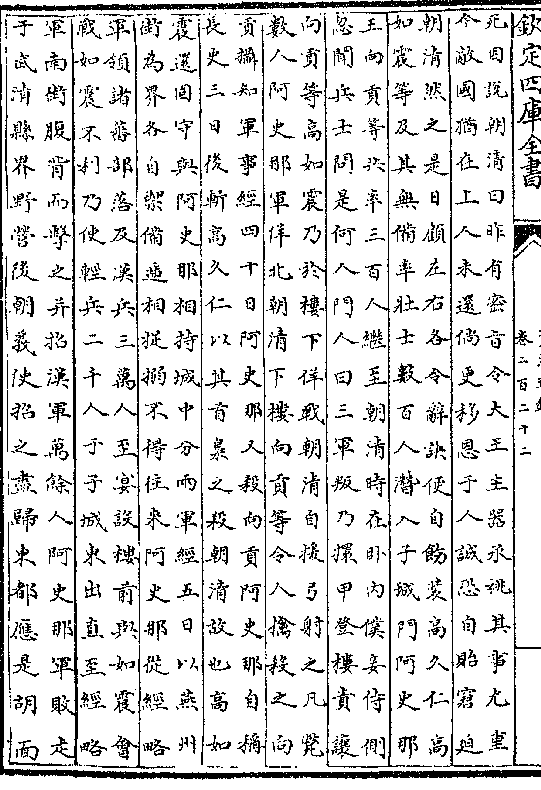 欽定四庫全書
卷二百二十二
死因說朝清曰昨有密旨令大王主器承祧其事尤重
今敵國猶在上人未還倘更移恩于人誠恐自貽窘迫
朝清然之是日顧左右各令辭訣便自飭裝高久仁高
如震等及其無備率壯士數百人潛入子城門阿史那
王向貢等共率三百人繼至朝清時在卧内僕妾侍側
忽聞兵士問是何人門人曰三軍叛乃擐甲登樓責讓
向貢等高如震乃於樓下佯戰朝清自援弓射之凡斃
數人阿史那軍佯北朝清下樓向貢等令人擒殺之向
貢攝知軍事經四十日阿史那又殺向貢阿史那自稱
長史三日後斬高久仁以其首梟之殺朝清故也高如
震還固守與阿史那相持城中分兩軍經五日以燕州
街為界各自禦備遞相捉搦不得往來阿史那從經略
軍領諸蕃部落及漢兵三萬人至宴設樓前與如震會
戰如震不利乃使輕兵二千人于子城東出直至經略
軍南街腹背而擊之并招漢軍萬餘人阿史那軍敗走
于武清縣界野營後朝義使招之盡歸東都應是胡面